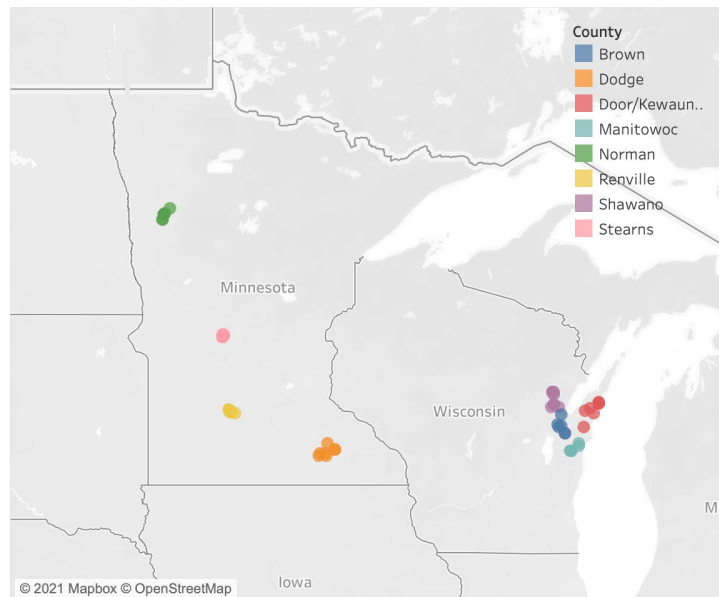 County
Brown
Dodge
Door/Kewaun..
Manitowoc
Norman
Renville
Shawano
Stearns
Minnesota
Wisconsin
M
Iowa
© 2021 Mapbox © OpenStreetMap